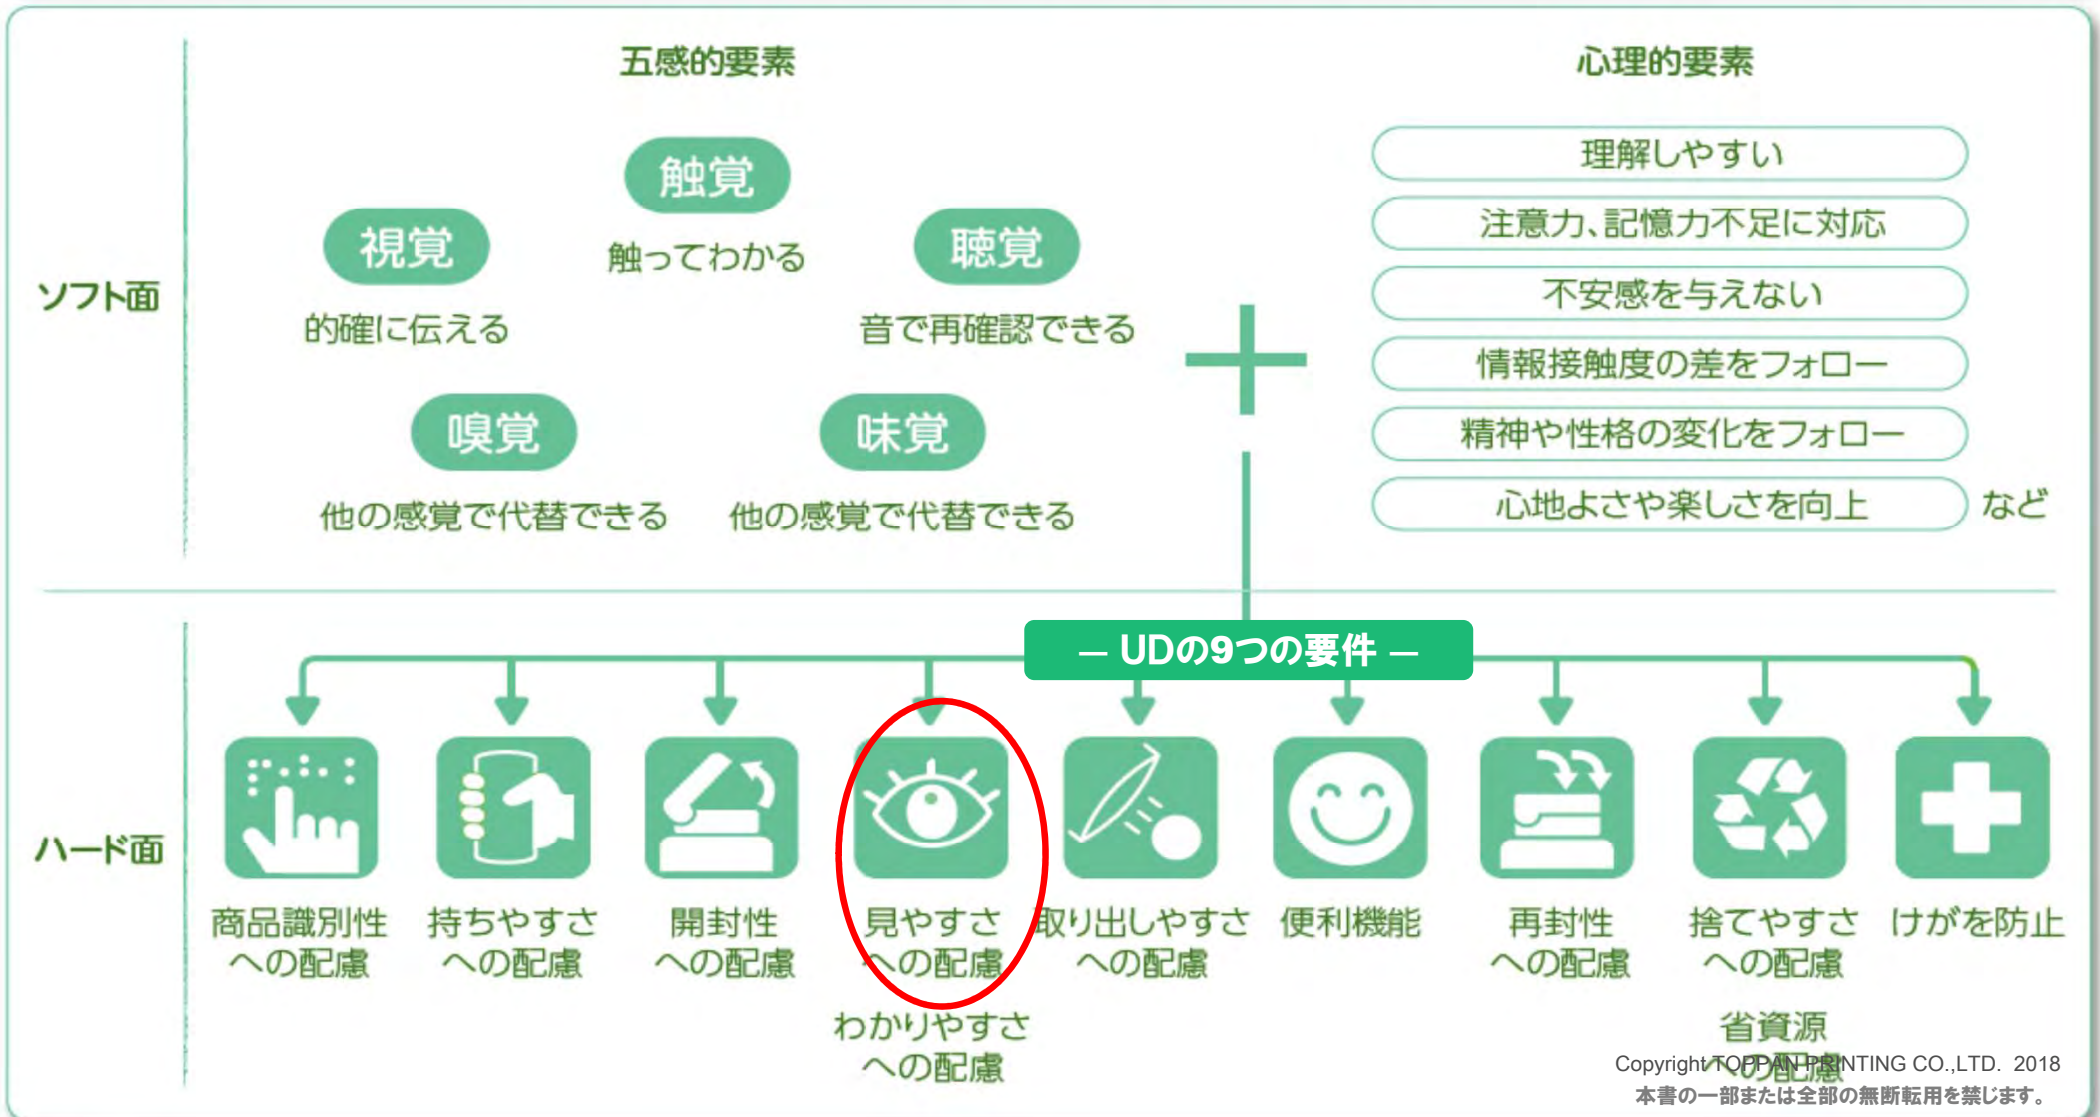 五感的要素
心理的要素
ソフト面
視覚
的確に伝える
触覚
触ってわかる
聴覚
音で再確認できる
嗅覚
他の感覚で代替できる
味覚
他の感覚で代替できる
理解しやすい
注意力、記憶力不足に対応
不安感を与えない
情報接触度の差をフォロー
精神や性格の変化をフォロー
心地よさや楽しさを向上
など
— UDの9つの要件 —
ハード面
商品識別性
への配慮
持ちやすさ
への配慮
開封性
への配慮
見やすさ
への配慮
わかりやすさ
への配慮
取り出しやすさ
への配慮
便利機能
再封性
への配慮
捨てやすさ
への配慮
省資源
への配慮
けがを防止
Copyright TOPPAN PRINTING CO.,LTD. 2018
本書の一部または全部の無断転用を禁じます。